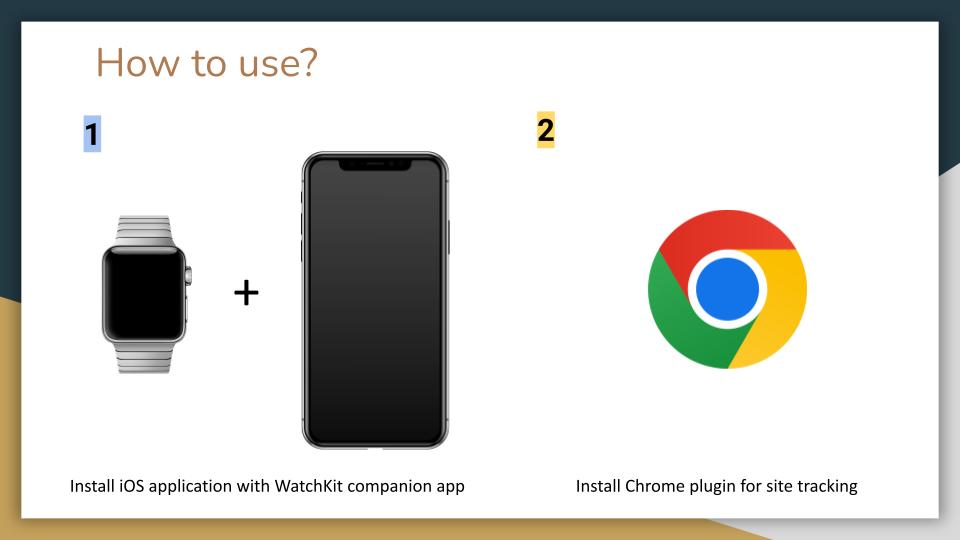 How to use?
1
2
+
Install iOS application with WatchKit companion app
Install Chrome plugin for site tracking